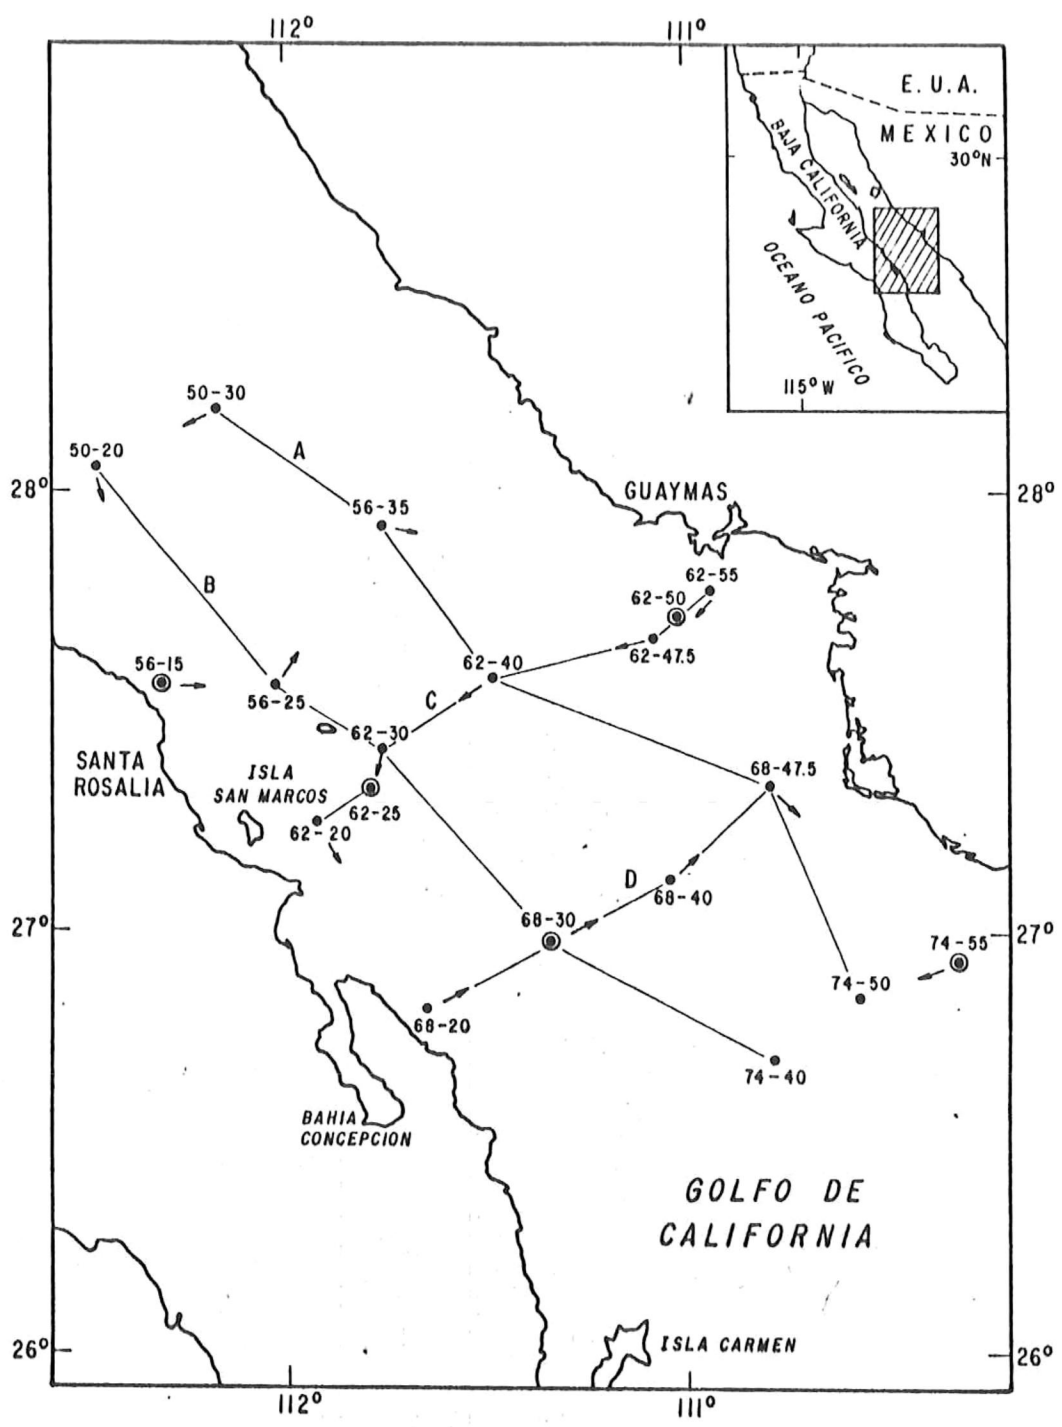 112°
111°
E. U. A.
MEXICO
30°N
BAJA CALIFORNIA
OCEANO PACIFICO
115° W
50-30
50-20
A
28°
GUAYMAS
28°
56-35
B
62-55
62-50
62-47.5
56-15
62-40
56-25
C
62-30
SANTA
ROSALIA
ISLA
SAN MARCOS
68-47.5
62-25
62-20
D
68-40
68-30
27°
74-55
27°
74-50
68-20
74-40
BAHIA
CONCEPCION
GOLFO DE
CALIFORNIA
26°
ISLA CARMEN
26°
112°
111°